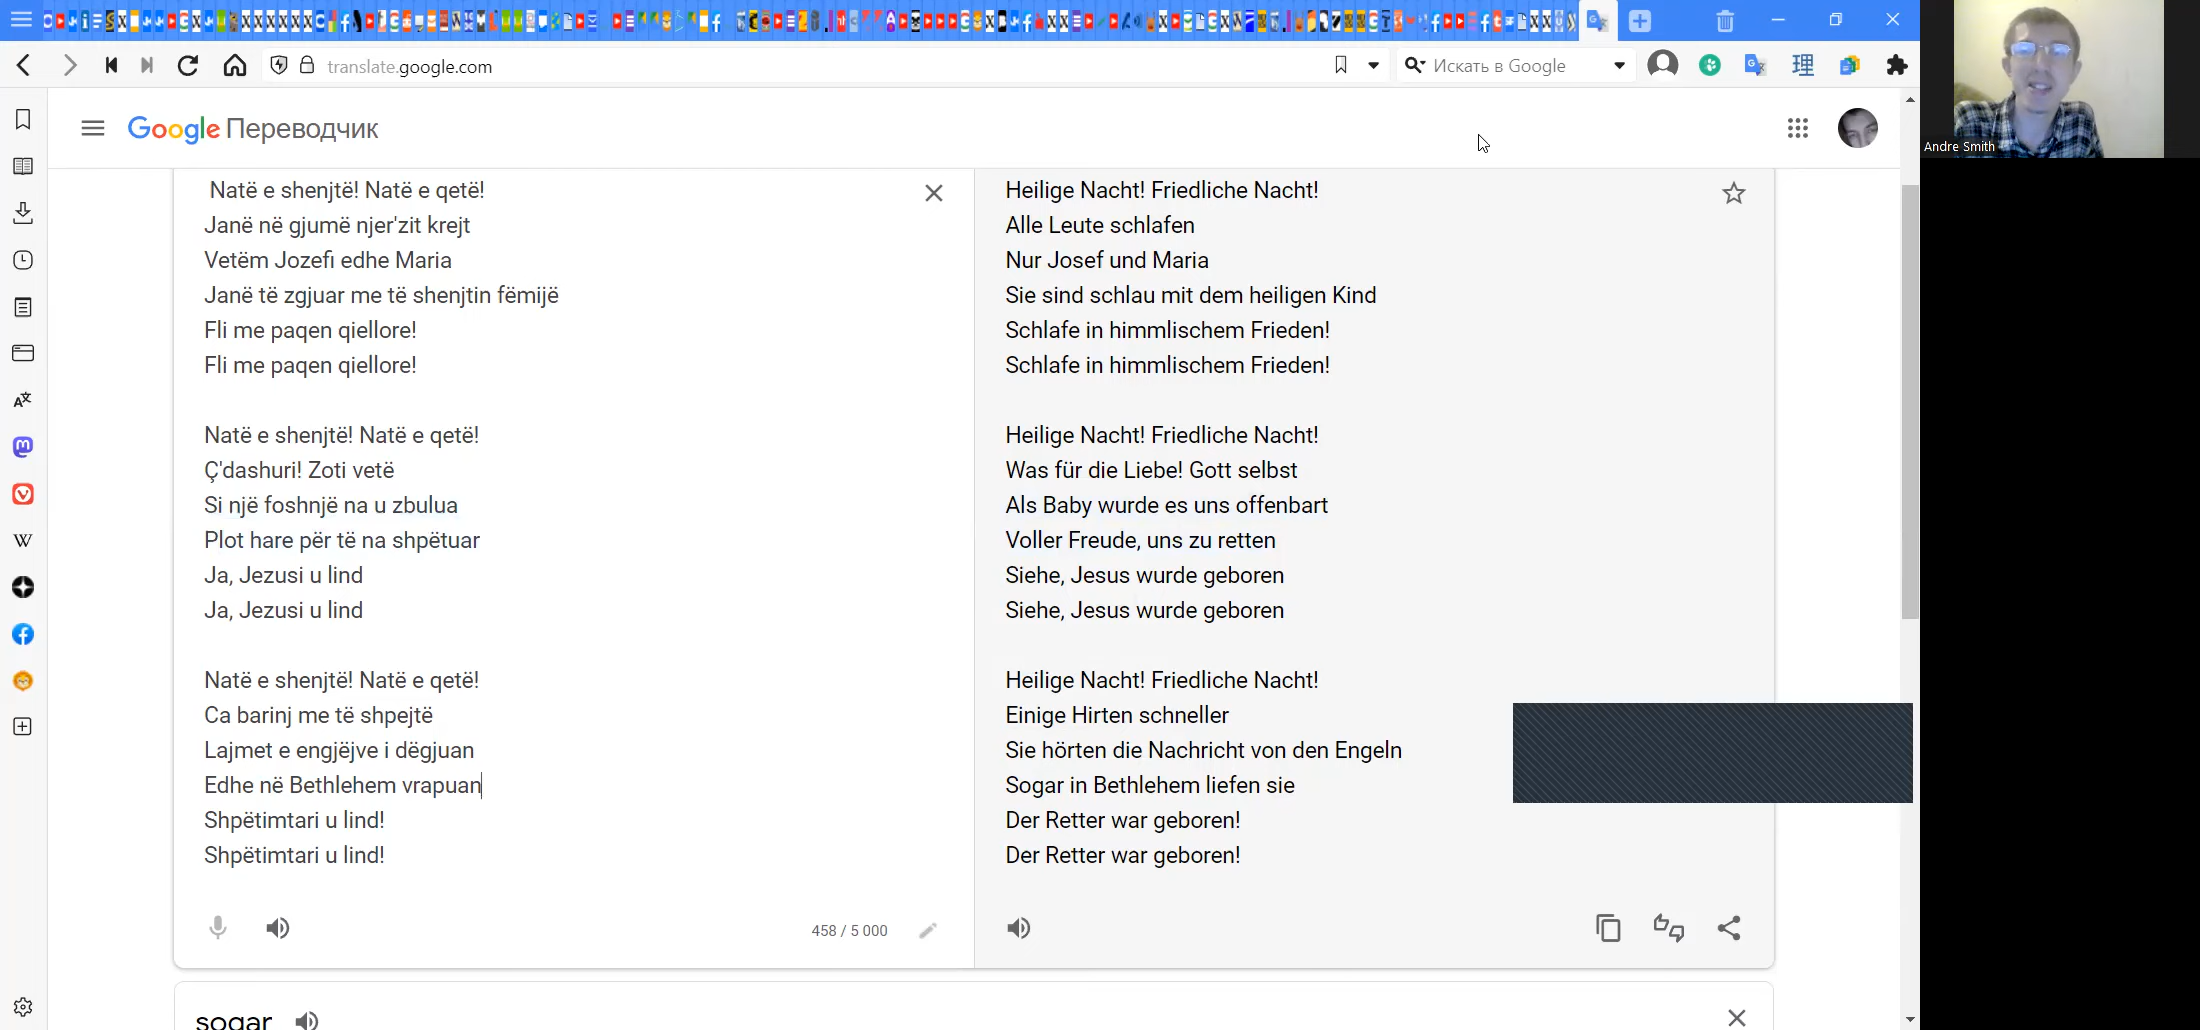 translate.google.com
Искать в Google
Andre Smith
Google Переводчик
Natë e shenjtë! Natë e qetë!
Janë në gjumë njer'zit krejt
Vetëm Jozefi edhe Maria
Janë të zgjuar me të shenjtin fëmijë
Fli me paqen qiellore!
Fli me paqen qiellore!
Natë e shenjtë! Natë e qetë!
Ç'dashuri! Zoti vetë
Si një foshnjë na u zbulua
Plot hare për të na shpëtuar
Ja, Jezusi u lind
Ja, Jezusi u lind
Natë e shenjtë! Natë e qetë!
Ca barinj me të shpejtë
Lajmet e engjëjve i dëgjuan
Edhe në Bethlehem vrapuan
Shpëtimtari u lind!
Shpëtimtari u lind!
458 / 5 000
Heilige Nacht! Friedliche Nacht!
Alle Leute schlafen
Nur Josef und Maria
Sie sind schlau mit dem heiligen Kind
Schlafe in himmlischem Frieden!
Schlafe in himmlischem Frieden!
Heilige Nacht! Friedliche Nacht!
Was für die Liebe! Gott selbst
Als Baby wurde es uns offenbart
Voller Freude, uns zu retten
Siehe, Jesus wurde geboren
Siehe, Jesus wurde geboren
Heilige Nacht! Friedliche Nacht!
Einige Hirten schneller
Sie hörten die Nachricht von den Engeln
Sogar in Bethlehem liefen sie
Der Retter war geboren!
Der Retter war geboren!
sogar